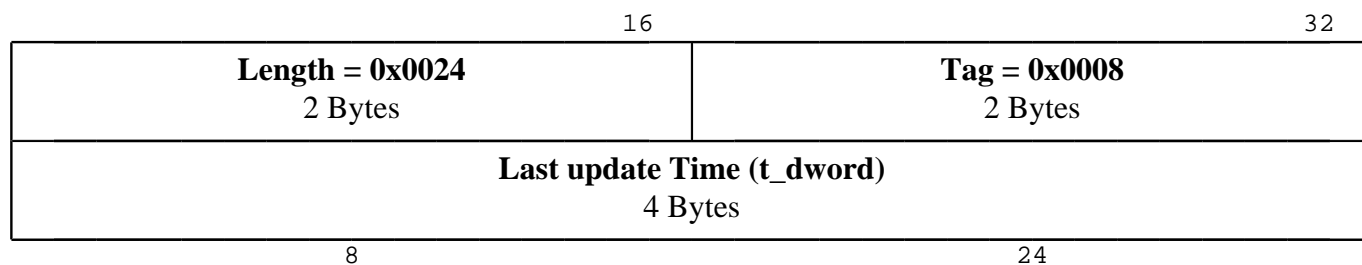 16 32
Length = 0x0024 Tag = 0x0008
2 Bytes 2 Bytes
Last update Time (t_dword)
4 Bytes
8 24